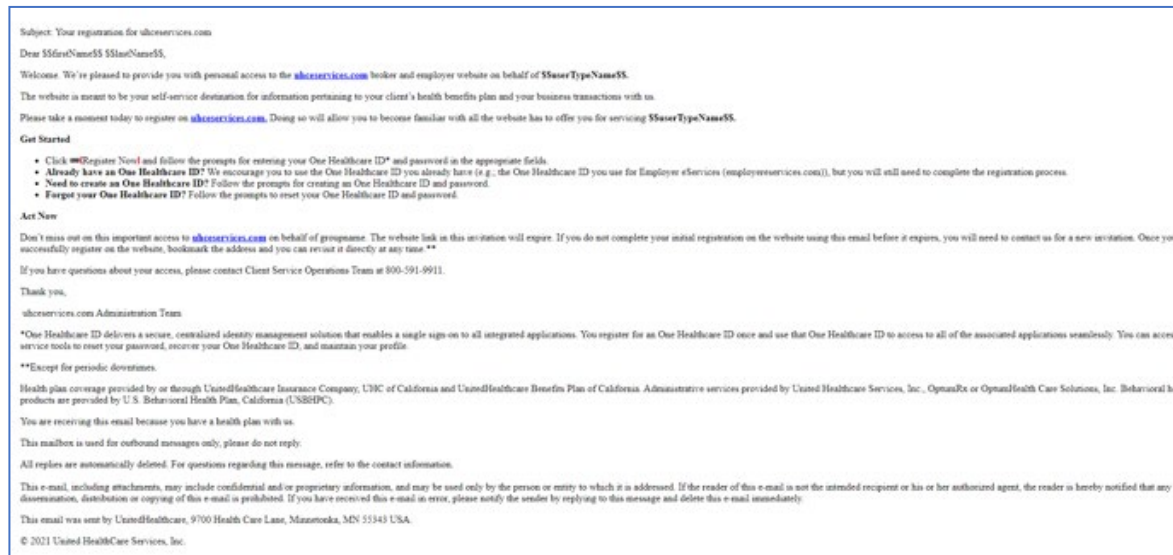 Subject: Your registration for uhceservices.com
Dear $$firstName$$ $$lastName$$,
Welcome. We're pleased to provide you with personal access to the uhceservices.com broker and employer website on behalf of $$userTypeName$$.
The website is meant to be your self-service destination for information pertaining to your client's health benefits plan and your business transactions with us.
Please take a moment today to register on uhceservices.com. Doing so will allow you to become familiar with all the website has to offer you for servicing $$userTypeName$$.
Get Started
• Click Register Now! and follow the prompts for entering your One Healthcare ID* and password in the appropriate fields.
• Already have an One Healthcare ID? We encourage you to use the One Healthcare ID you already have (e.g., the One Healthcare ID you use for Employer eServices (employereservices.com)), but you will still need to complete the registration process.
• Need to create an One Healthcare ID? Follow the prompts for creating an One Healthcare ID and password.
• Forgot your One Healthcare ID? Follow the prompts to reset your One Healthcare ID and password.
Act Now
Don't miss out on this important access to uhceservices.com on behalf of groupname. The website link in this invitation will expire. If you do not complete your initial registration on the website using this email before it expires, you will need to contact us for a new invitation. Once
successfully register on the website, bookmark the address and you can revisit it directly at any time.**
If you have questions about your access, please contact Client Service Operations Team at 800-591-9911.
Thank you,
uhceservices.com Administration Team
*One Healthcare ID delivers a secure, centralized identity management solution that enables a single sign-on to all integrated applications. You register for an One Healthcare ID once and use that One Healthcare ID to access to all of the associated applications seamlessly. You can
service tools to reset your password, recover your One Healthcare ID, and maintain your profile.
**Except for periodic downtimes.
Health plan coverage provided by or through UnitedHealthcare Insurance Company, UHC of California and UnitedHealthcare Benefits Plan of California. Administrative services provided by United Healthcare Services, Inc., OptumRx or OptumHealth Care Solutions, Inc. Behavioral
products are provided by U.S. Behavioral Health Plan, California (USBHPC).
You are receiving this email because you have a health plan with us.
This mailbox is used for outbound messages only, please do not reply.
All replies are automatically deleted. For questions regarding this message, refer to the contact information.
This e-mail, including attachments, may include confidential and/or proprietary information, and may be used only by the person or entity to which it is addressed. If the reader of this e-mail is not the intended recipient or his or her authorized agent, the reader is hereby notified that any
dissemination, distribution or copying of this e-mail is prohibited. If you have received this e-mail in error, please notify the sender by replying to this message and delete this e-mail immediately.
This email was sent by UnitedHealthcare, 9700 Health Care Lane, Minnetonka, MN 55343 USA.
© 2021 United HealthCare Services, Inc.